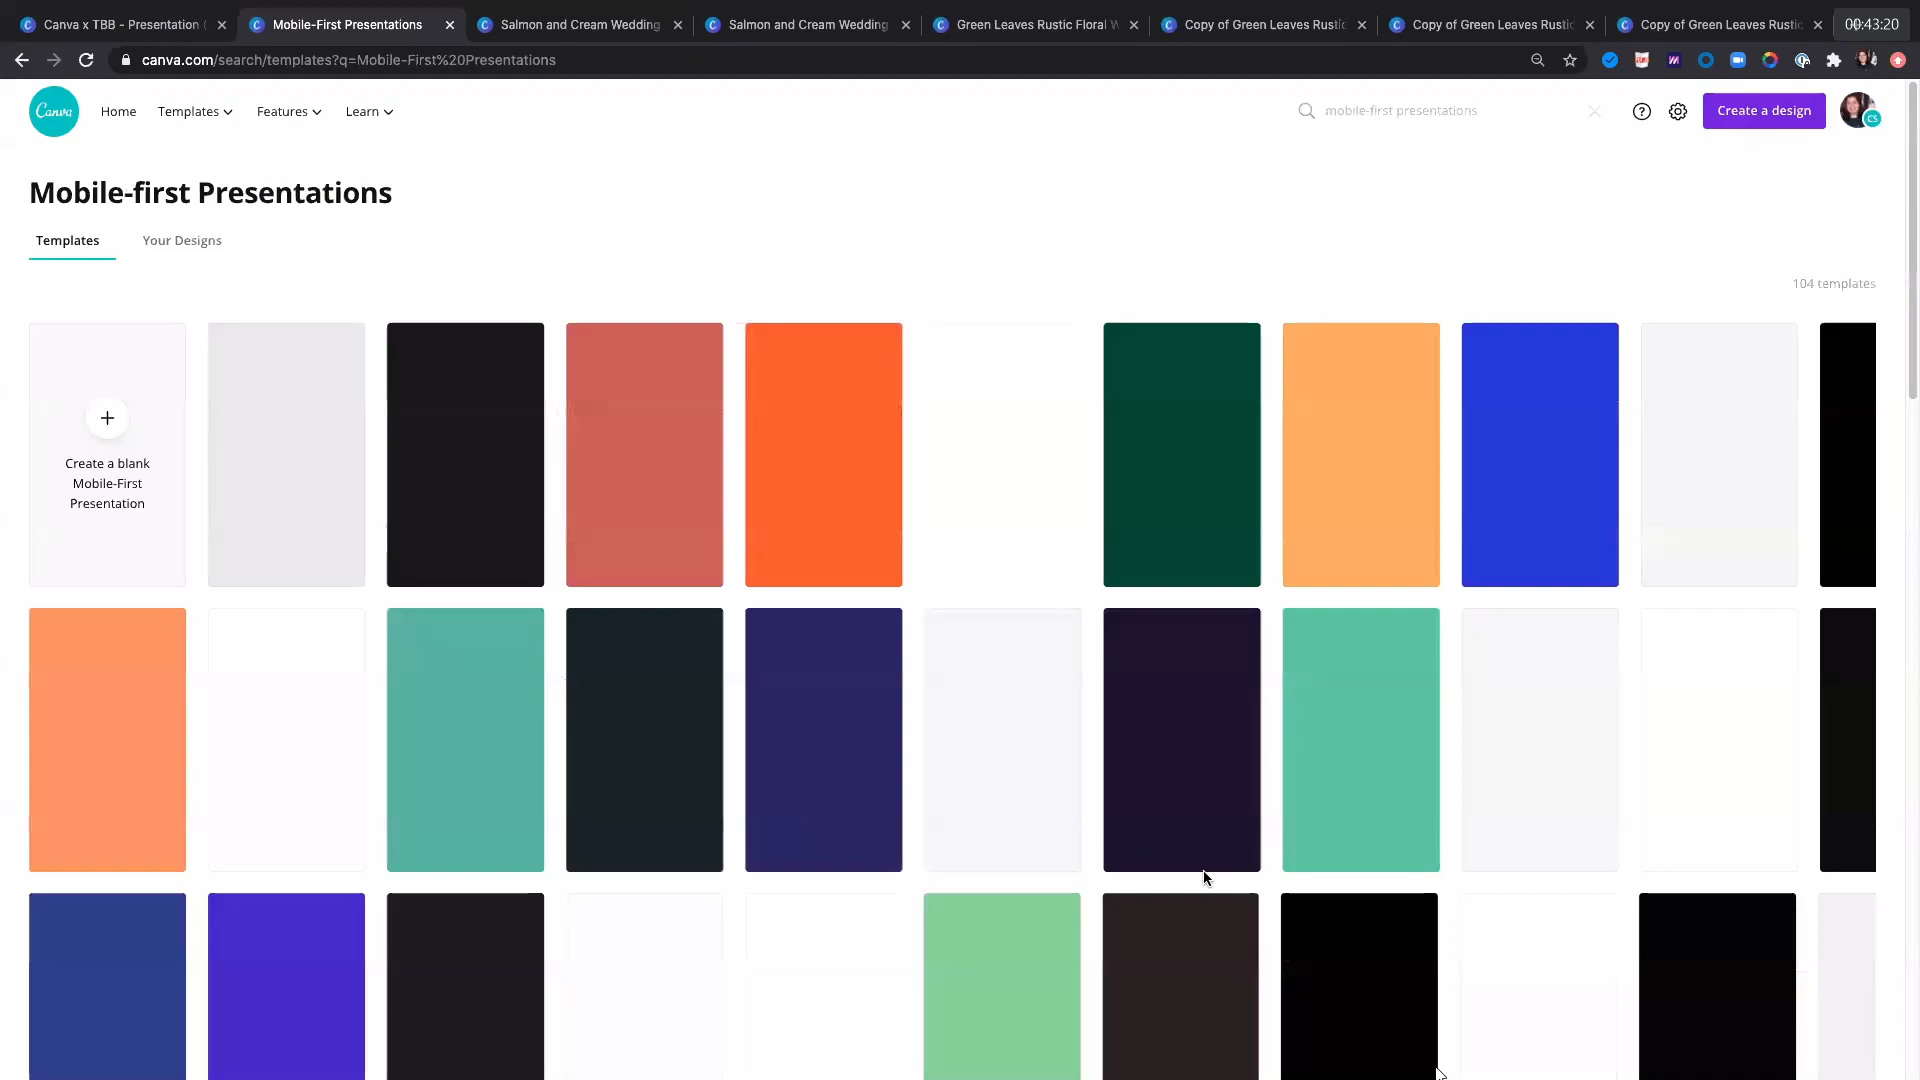 Canva x TBB - Presentation (
Mobile-First Presentations
Salmon and Cream Wedding
Salmon and Cream Wedding
Green Leaves Rustic Floral W
Copy of Green Leaves Rustic
Copy of Green Leaves Rustic
Copy of Green Leaves Rustic
00:43:20
canva.com/search/templates?q=Mobile-First%20Presentations
Canva
Home
Templates
Features
Learn
mobile-first presentations
Create a design
CS
Mobile-first Presentations
Templates
Your Designs
104 templates
Create a blank
Mobile-First
Presentation